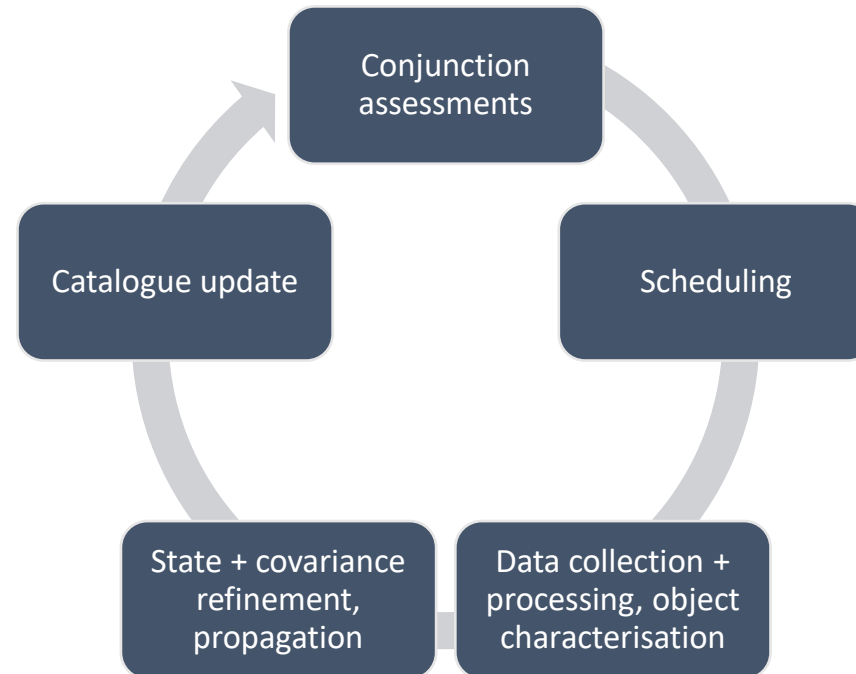 Conjunction
assessments
Scheduling
Data collection +
processing, object
characterisation
State + covariance
refinement,
propagation
Catalogue update